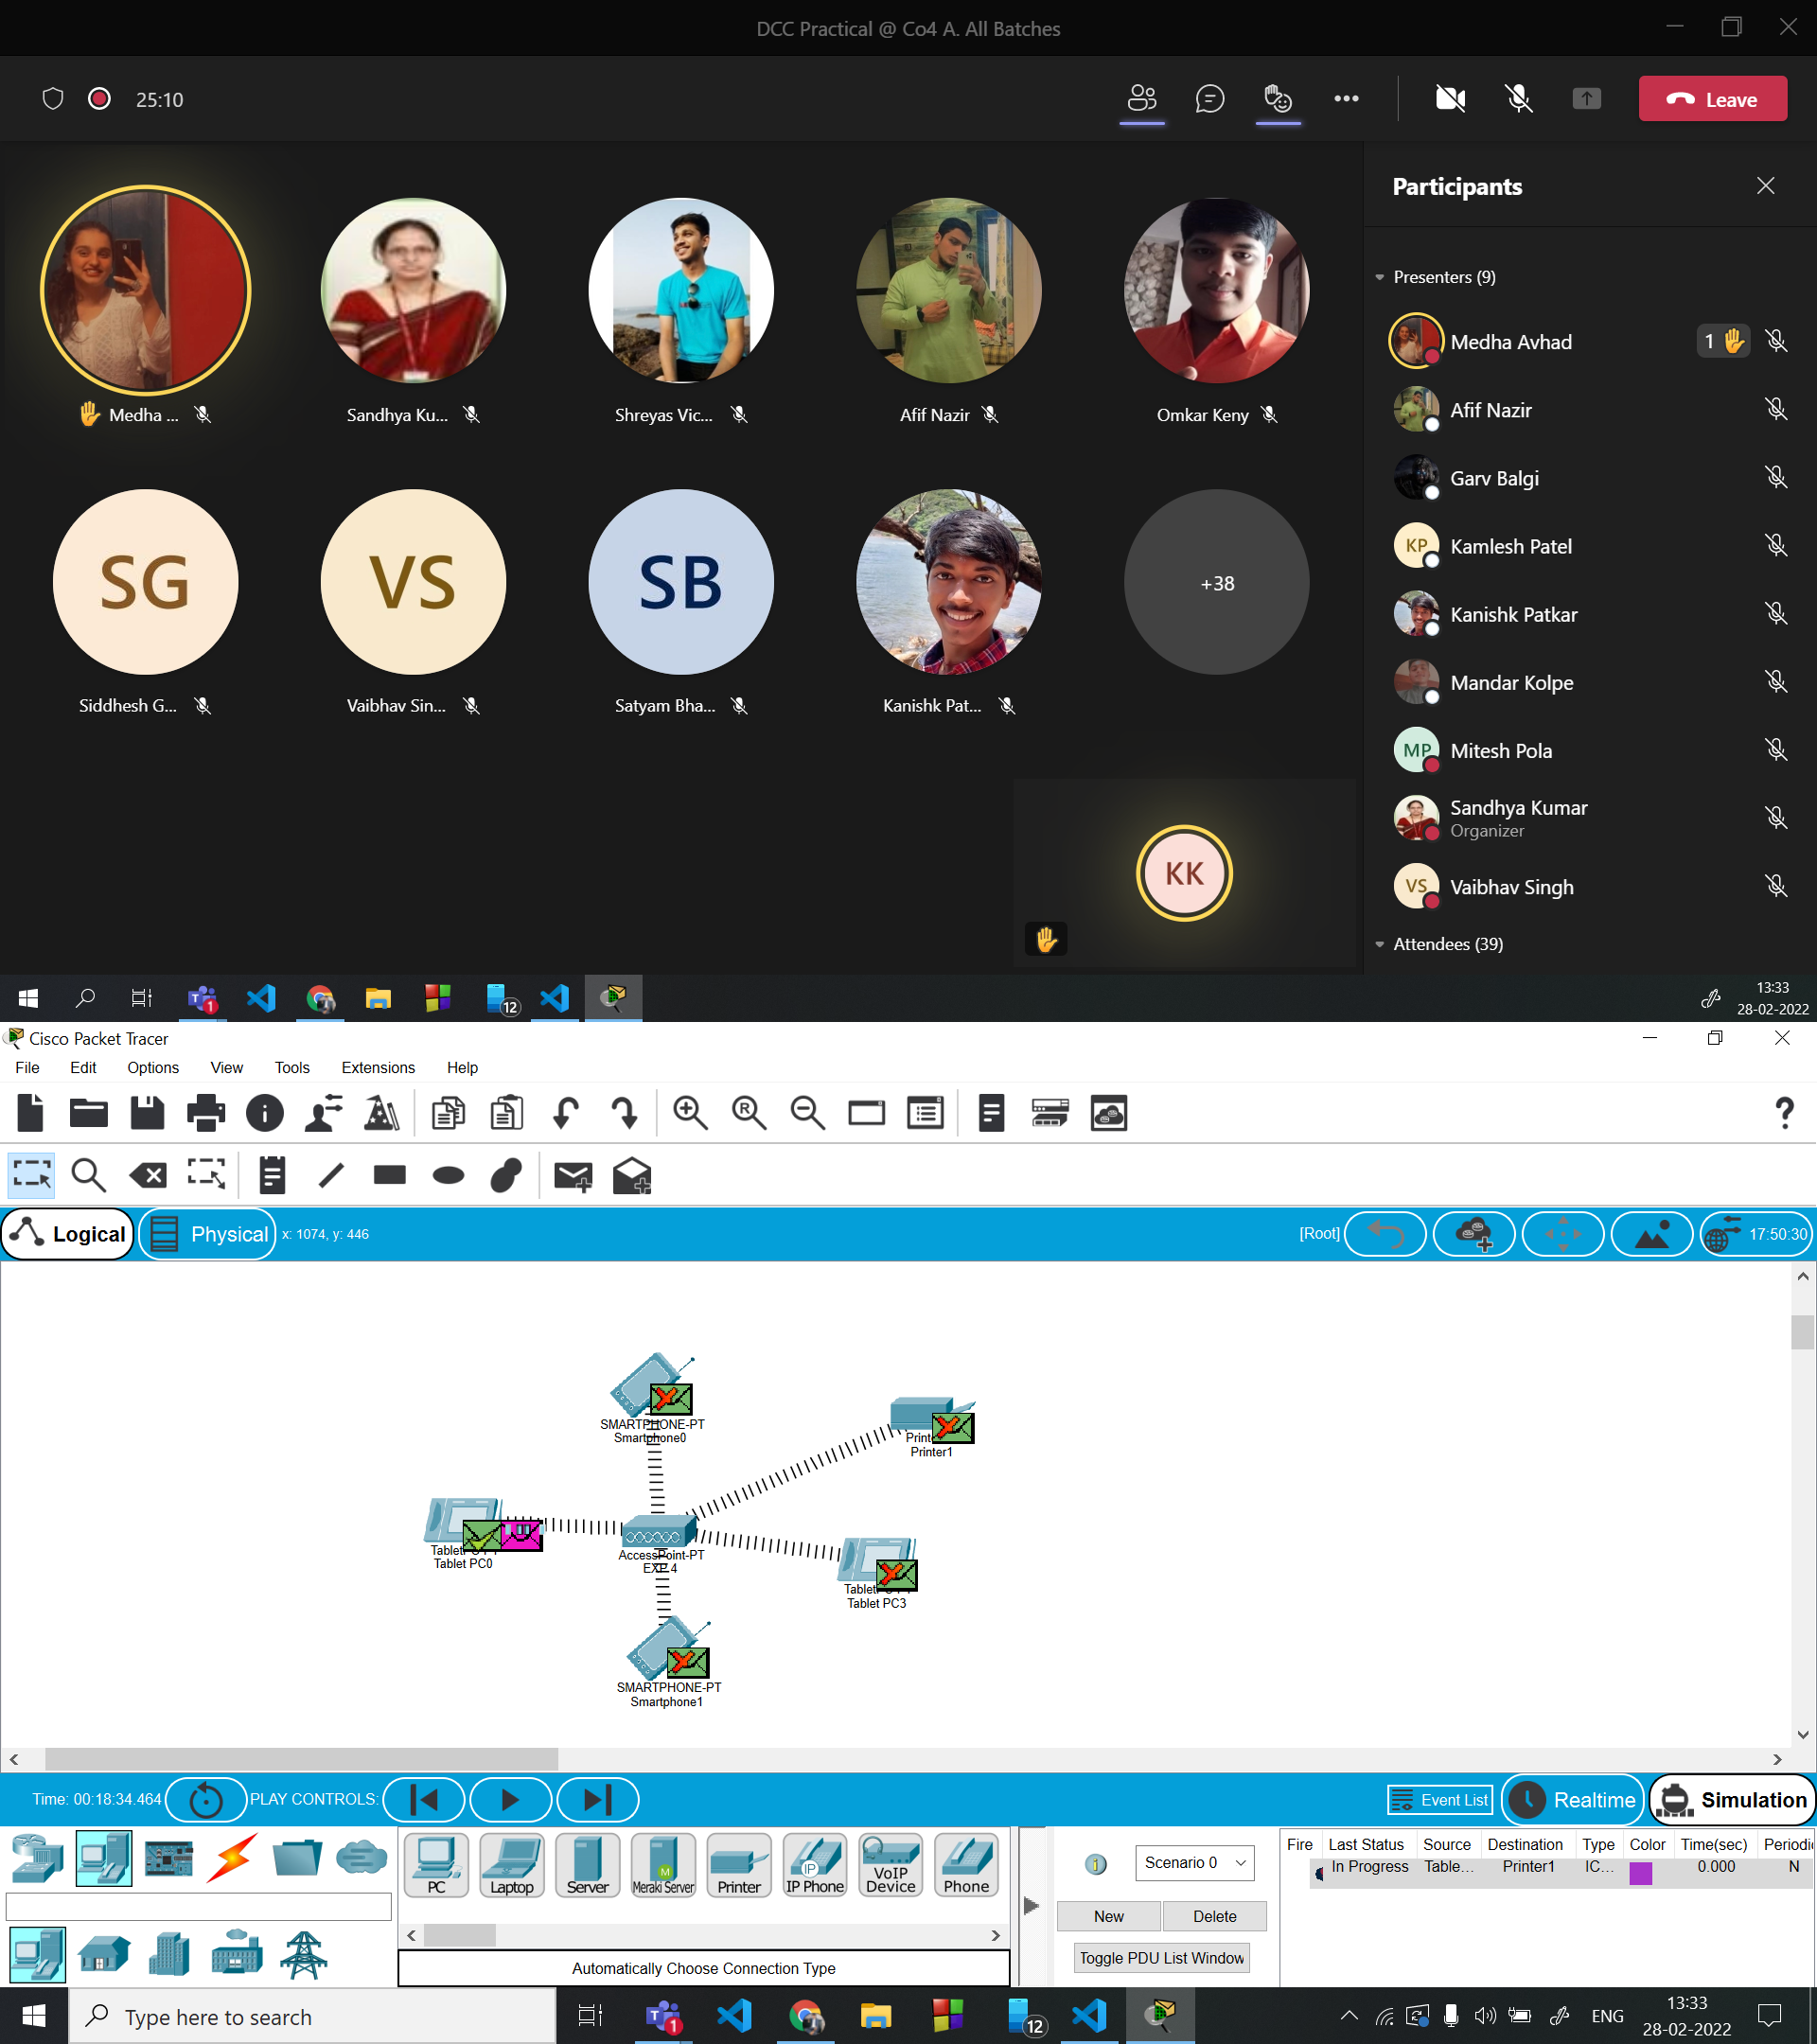 DCC Practical @ Co4 A. All Batches
25:10
Leave
Participants
Presenters (9)
Medha Avhad
1
Afif Nazir
Garv Balgi
KP
Kamlesh Patel
Kanishk Patkar
Mandar Kolpe
MP
Mitesh Pola
Sandhya Kumar
Organizer
VS
Vaibhav Singh
Attendees (39)
Medha ...
Sandhya Ku...
Shreyas Vic...
Afif Nazir
Omkar Keny
SG
VS
SB
+38
Siddhesh G...
Vaibhav Sin...
Satyam Bha...
Kanishk Pat...
KK
1
12
13:33
28-02-2022
Cisco Packet Tracer
File Edit Options View Tools Extensions Help
R
?
Logical
Physical
x: 1074, y: 446
[Root]
17:50:30
SMARTPHONE-PT
Smartphone0
Printer1
Tablet PC0
AccessPoint-PT
EXP 4
Tablet PC3
SMARTPHONE-PT
Smartphone1
Time: 00:18:34.464
PLAY CONTROLS:
Event List
Realtime
Simulation
PC
Laptop
Server
M
Meraki Server
Printer
IP
IP Phone
VoIP
Device
Phone
Automatically Choose Connection Type
Scenario 0
New
Delete
Toggle PDU List Window
Fire Last Status Source Destination Type Color Time(sec) Periodi
In Progress Table... Printer1 IC... 0.000 N
Type here to search
1
12
ENG
13:33
28-02-2022